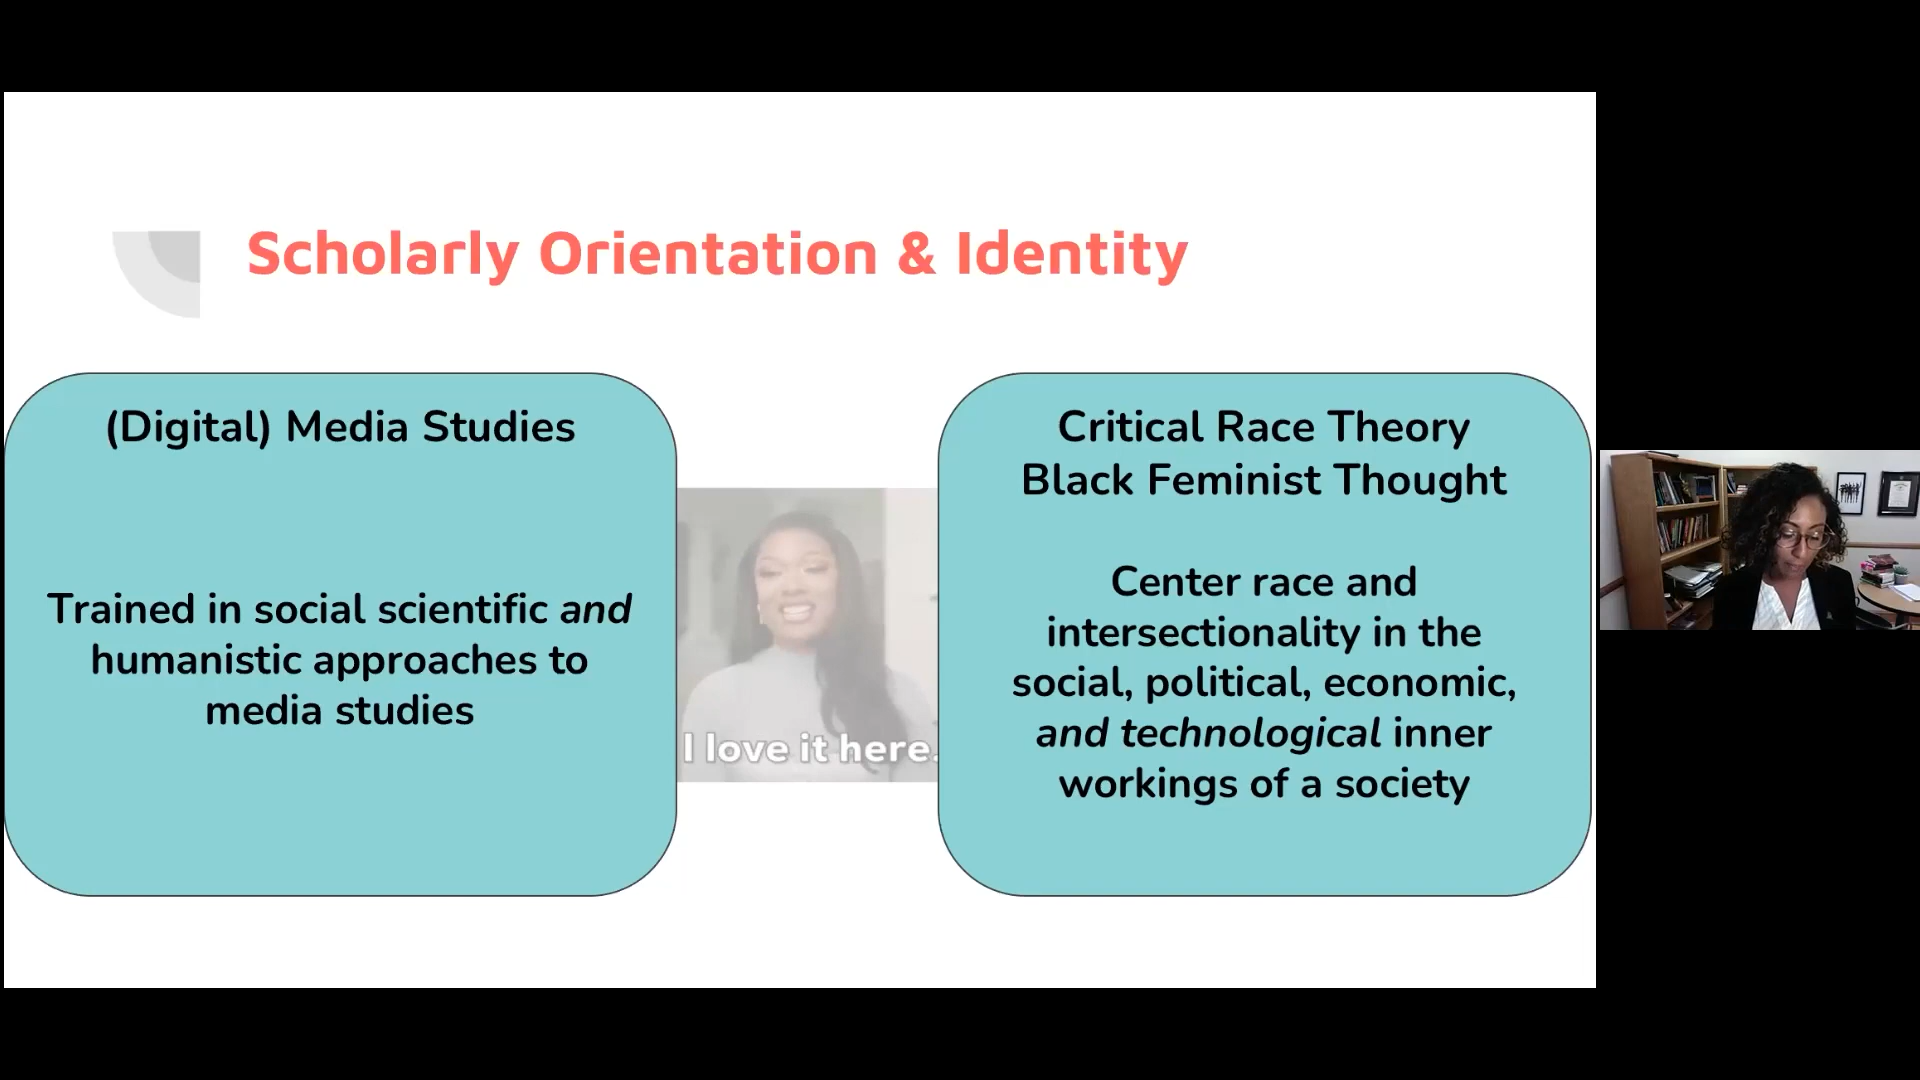 Scholarly Orientation & Identity
(Digital) Media Studies
Trained in social scientific and
humanistic approaches to
media studies
I love it here.
Critical Race Theory
Black Feminist Thought
Center race and
intersectionality in the
social, political, economic,
and technological inner
workings of a society